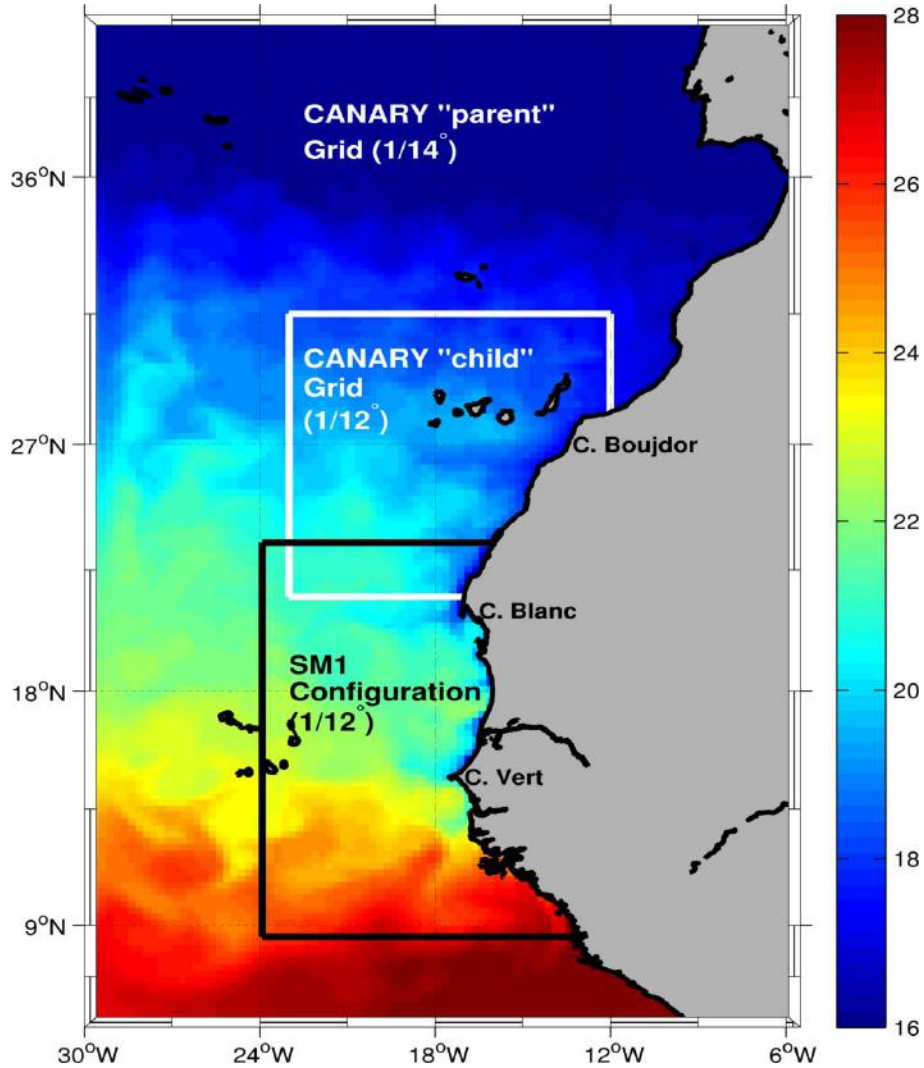 28
CANARY "parent"
Grid (1/14°)
36°N
26
24
CANARY "child"
Grid
(1/12°)
27°N
C. Boujdor
22
C. Blanc
20
SM1
Configuration
(1/12°)
18°N
C. Vert
18
9°N
16
30°W
24°W
18°W
12°W
6°W